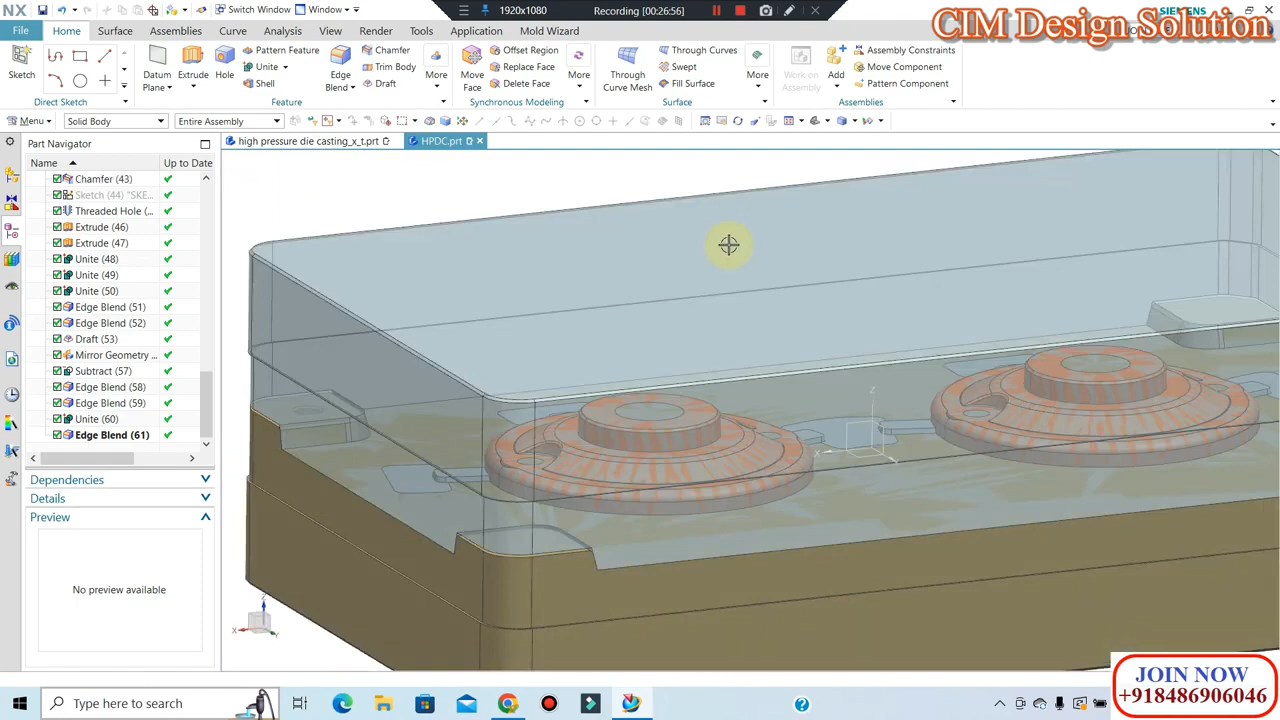 NX
Switch Window
Window
1920x1080
Recording [00:26:56]
SIEMENS
CIM Design Solution
File
Home
Surface
Assemblies
Curve
Analysis
View
Render
Tools
Application
Mold Wizard
Sketch
Direct Sketch
Datum Plane
Extrude
Hole
Pattern Feature
Unite
Shell
Edge Blend
Chamfer
Trim Body
Draft
More
Feature
Move Face
Offset Region
Replace Face
Delete Face
More
Synchronous Modeling
Through Curve Mesh
Through Curves
Swept
Fill Surface
More
Surface
Work on Assembly
Add
Assembly Constraints
Move Component
Pattern Component
Assemblies
Menu
Solid Body
Entire Assembly
Part Navigator
high pressure die casting_x_t.prt
HPDC.prt
Name
Up to Date
Chamfer (43)
Sketch (44) "SKE...
Threaded Hole (...
Extrude (46)
Extrude (47)
Unite (48)
Unite (49)
Unite (50)
Edge Blend (51)
Edge Blend (52)
Draft (53)
Mirror Geometry ...
Subtract (57)
Edge Blend (58)
Edge Blend (59)
Unite (60)
Edge Blend (61)
Dependencies
Details
Preview
No preview available
Z
X
Z
X
Y
JOIN NOW
+918486906046
Type here to search